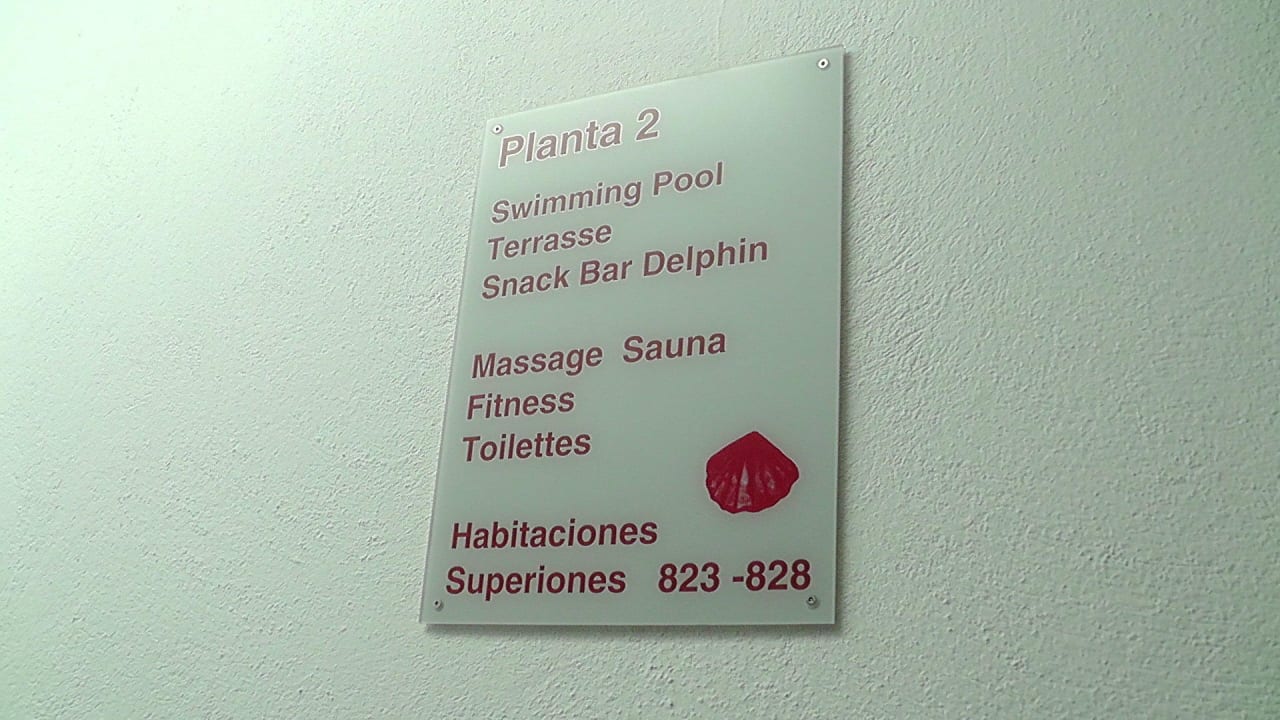 Planta 2
Swimming Pool
Terrasse
Snack Bar Delphin
Massage Sauna
Fitness
Toilettes
Habitaciones
Superiones 823 -828